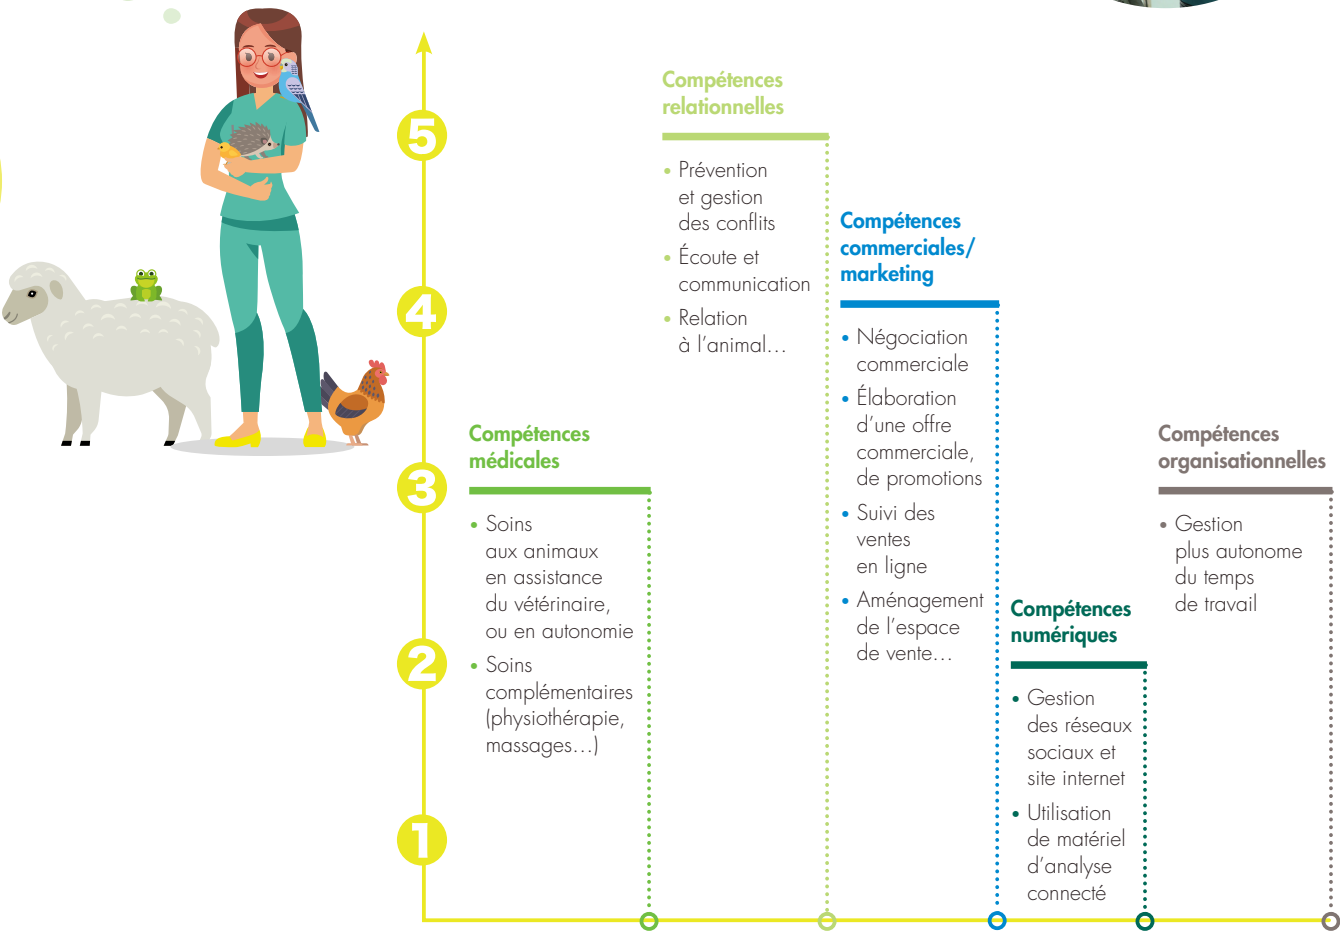 5
4
3
2
1
Compétences
médicales
• Soins
aux animaux
en assistance
du vétérinaire,
ou en autonomie
• Soins
complémentaires
(physiothérapie,
massages...)
Compétences
relationnelles
• Prévention
et gestion
des conflits
• Écoute et
communication
• Relation
à l’animal...
Compétences
commerciales/
marketing
• Négociation
commerciale
• Élaboration
d’une offre
commerciale,
de promotions
• Suivi des
ventes
en ligne
• Aménagement
de l’espace
de vente...
Compétences
numériques
• Gestion
des réseaux
sociaux et
site internet
• Utilisation
de matériel
d’analyse
connecté
Compétences
organisationnelles
• Gestion
plus autonome
du temps
de travail